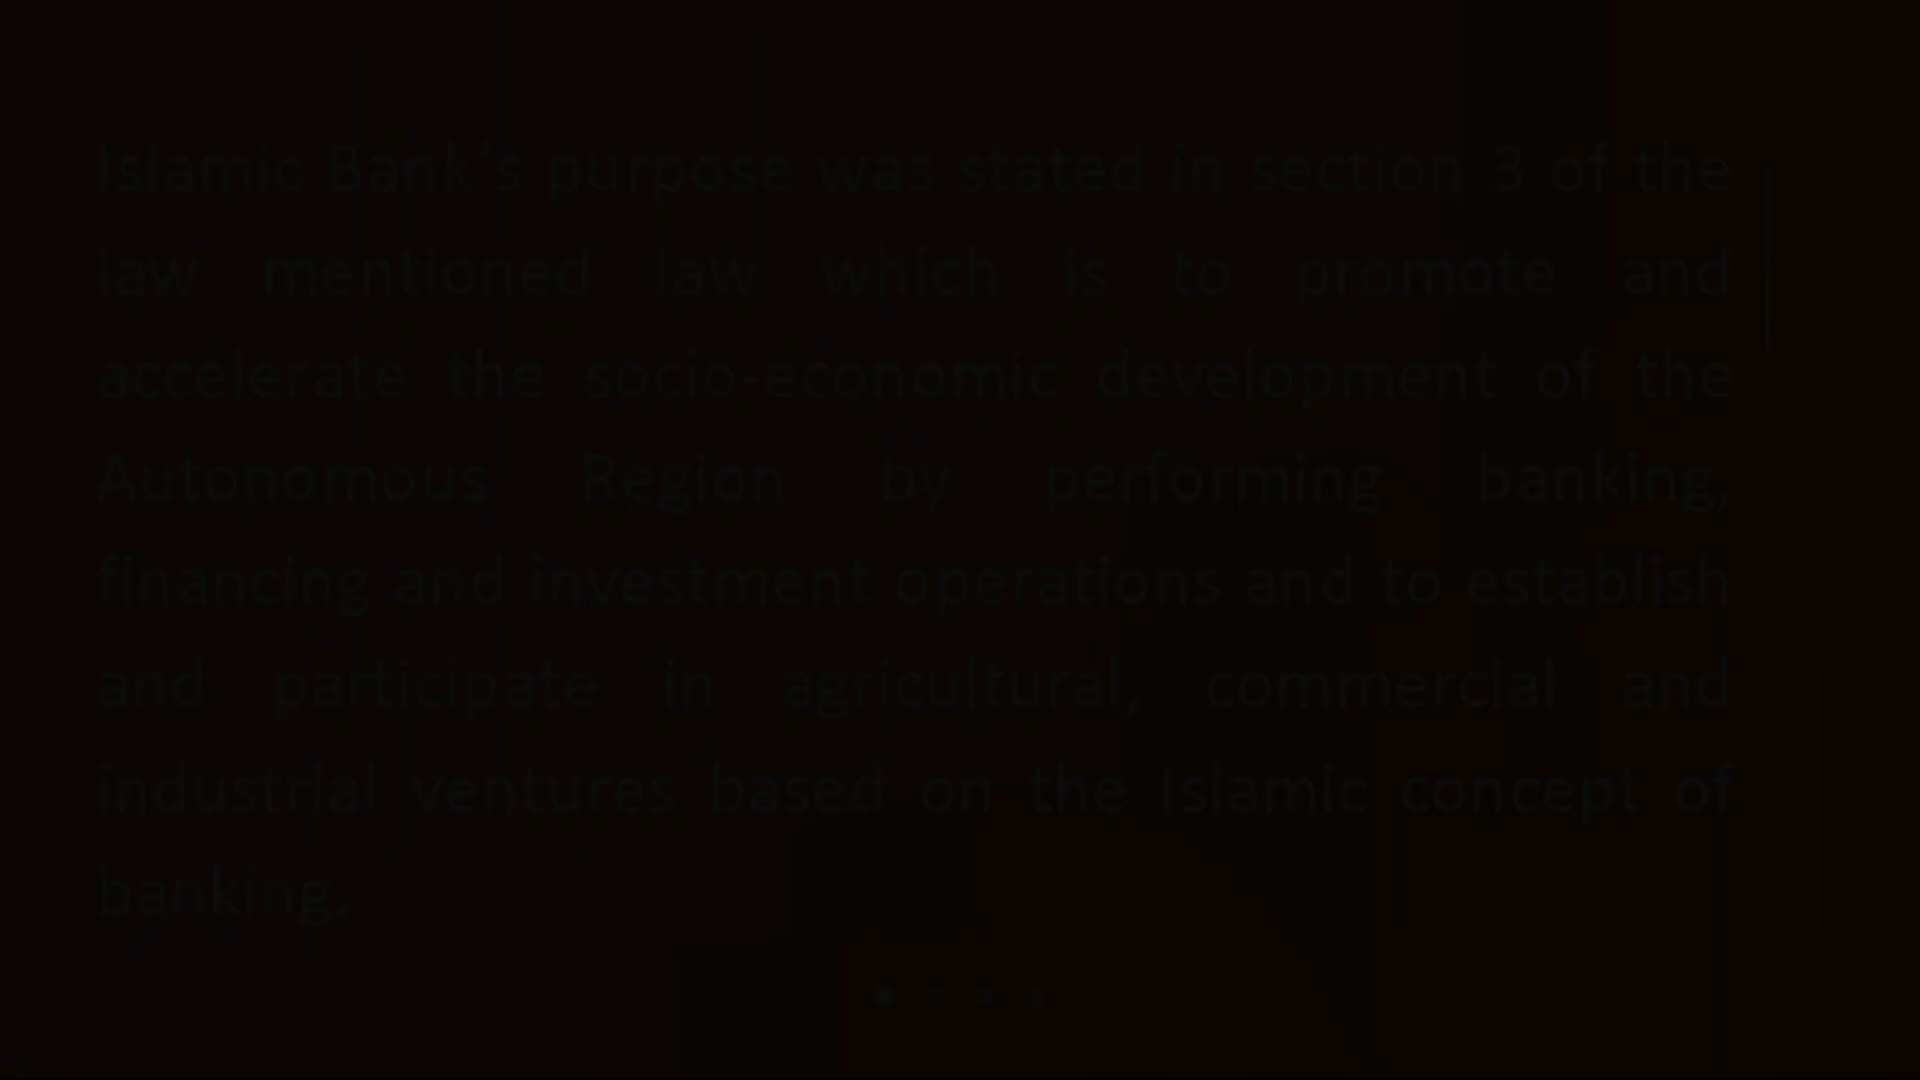 Islamic Bank’s purpose was stated in section 3 of the
law mentioned law which is to promote and
accelerate the socio-economic development of the
Autonomous Region by performing banking,
financing and investment operations and to establish
and participate in agricultural, commercial and
industrial ventures based on the Islamic concept of
banking.